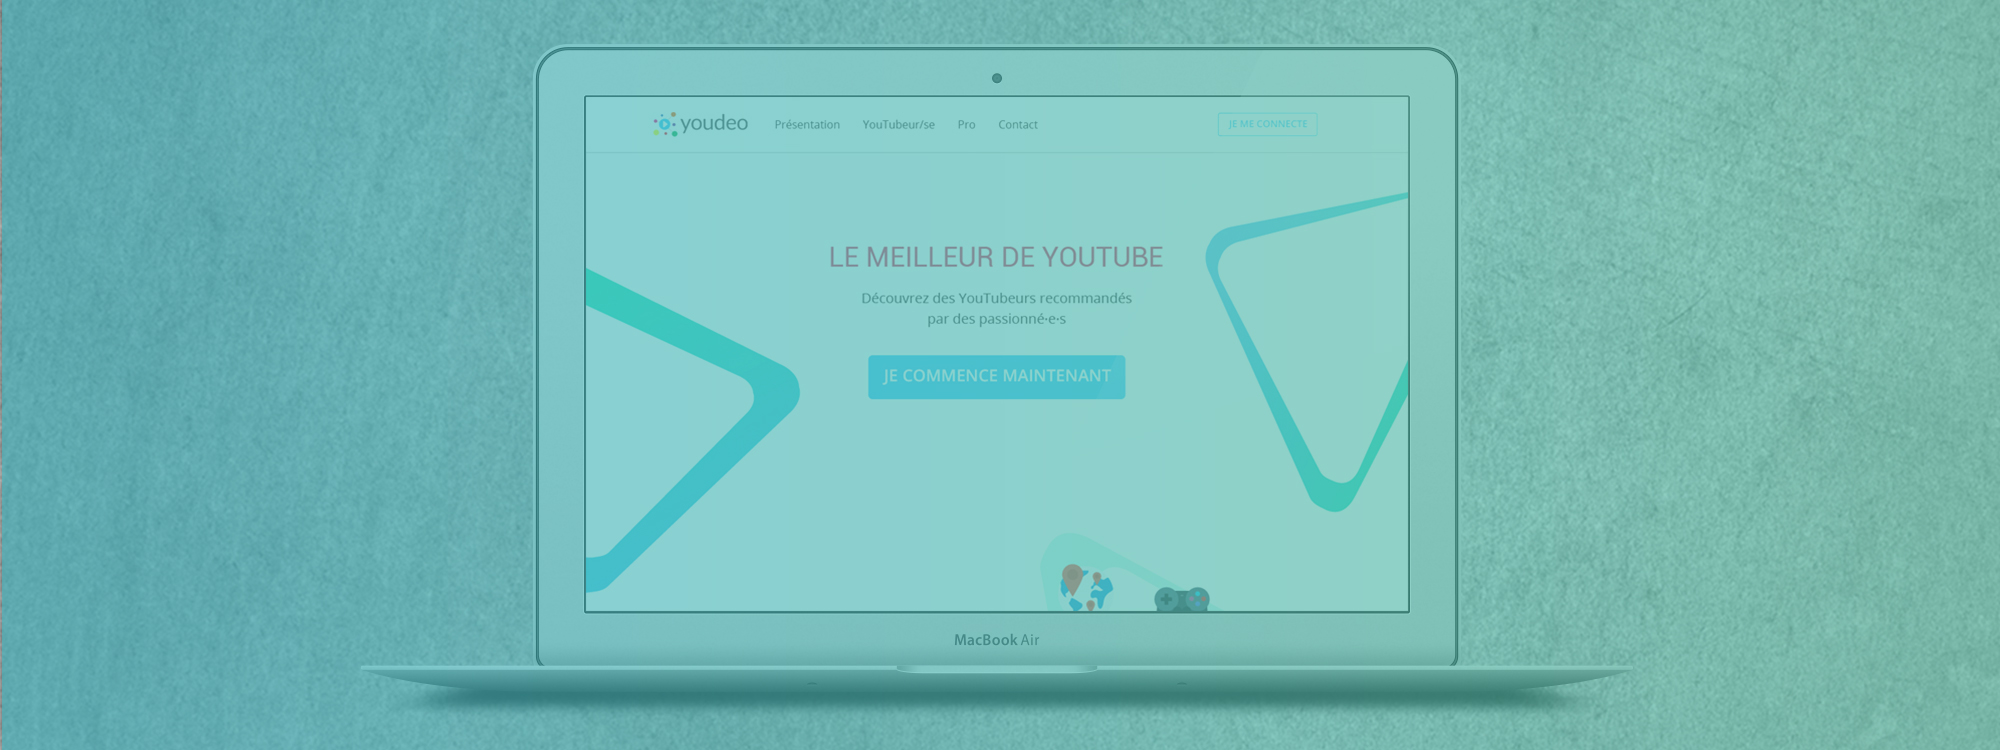 youdeo Présentation YouTubeur/se Pro Contact JE ME CONNECTE
LE MEILLEUR DE YOUTUBE
Découvrez des YouTubeurs recommandés
par des passionné·e·s
JE COMMENCE MAINTENANT
MacBook Air